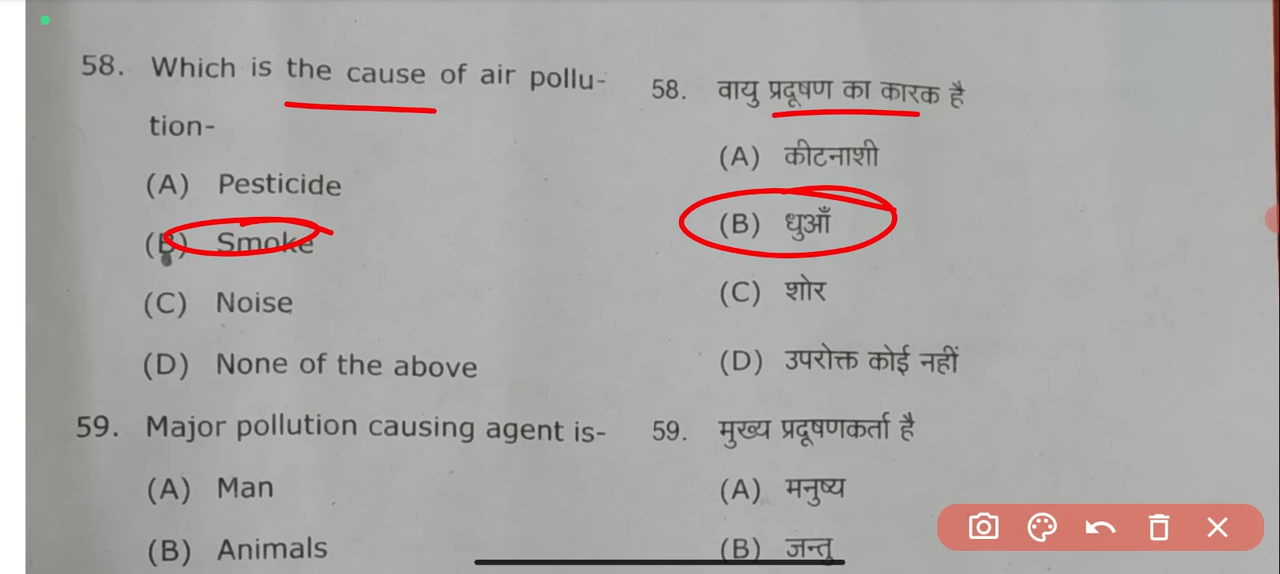 58. Which is the cause of air pollu-
tion-
(A) Pesticide
(B) Smoke
(C) Noise
(D) None of the above
59. Major pollution causing agent is-
(A) Man
(B) Animals
58. वायु प्रदूषण का कारक है
(A) कीटनाशी
(B) धुआँ
(C) शोर
(D) उपरोक्त कोई नहीं
59. मुख्य प्रदूषणकर्ता है
(A) मनुष्य
(B) जन्तु